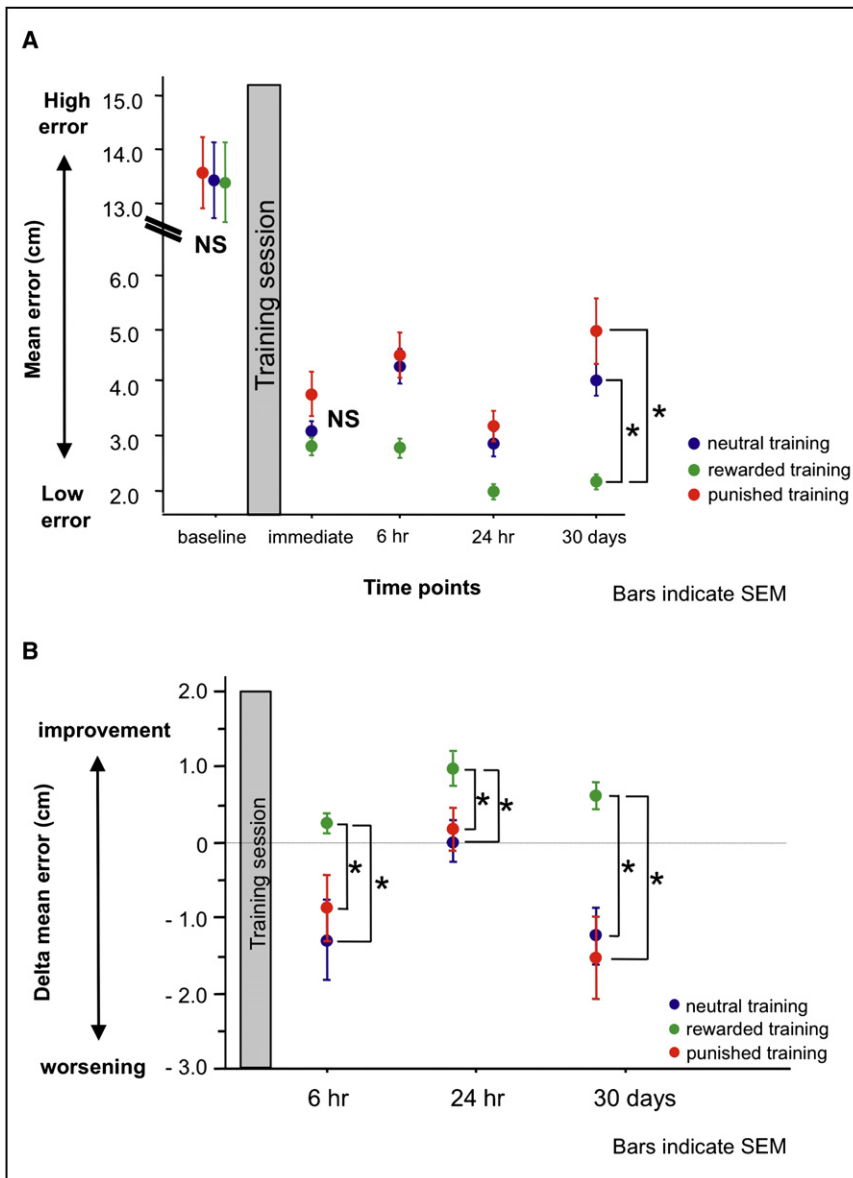 A
High
error
15.0
14.0
13.0
6.0
5.0
4.0
3.0
2.0
Mean error (cm)
Low
error
NS
Training session
NS
*
*
neutral training
rewarded training
punished training
baseline
immediate
6 hr
24 hr
30 days
Time points
Bars indicate SEM
B
improvement
worsening
Delta mean error (cm)
2.0
1.0
0
- 1.0
- 2.0
- 3.0
Training session
*
*
*
*
*
*
neutral training
rewarded training
punished training
6 hr
24 hr
30 days
Bars indicate SEM